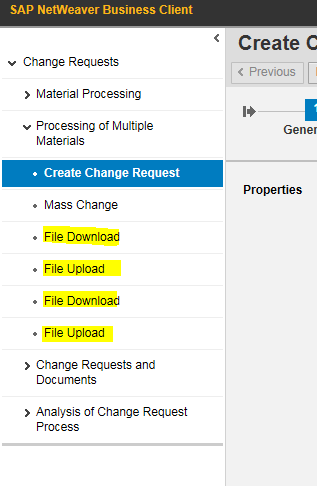 SAP NetWeaver Business Client
Create C
Previous
Change Requests
Material Processing
Processing of Multiple
Materials
Create Change Request
Mass Change
File Download
File Upload
File Download
File Upload
Change Requests and
Documents
Analysis of Change Request
Process
1
Gener
Properties